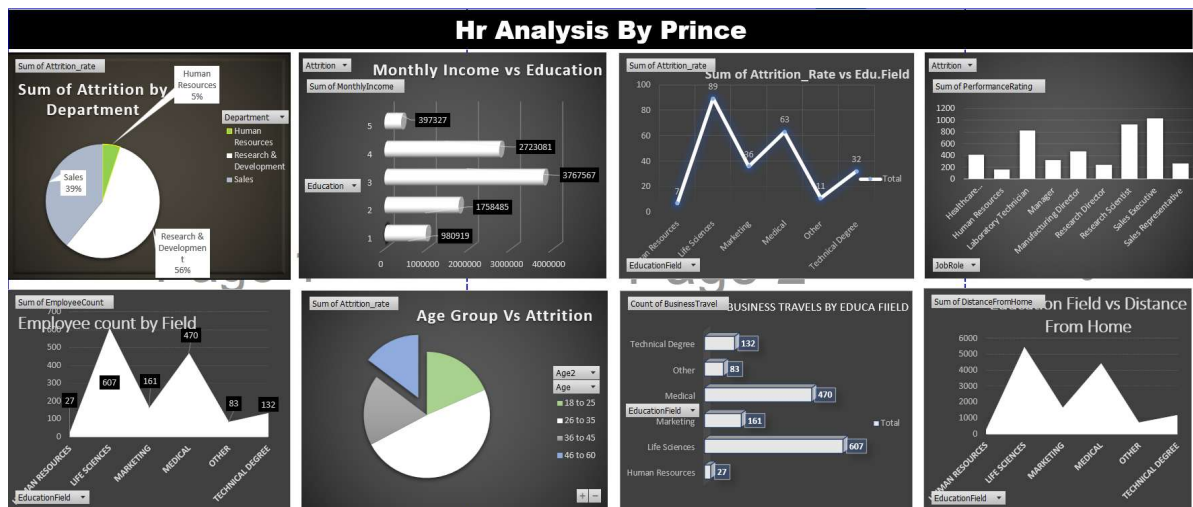 Hr Analysis By Prince
Sum of Attrition_rate
Sum of Attrition by
Department
Human
Resources
5%
Sales
39%
Research &
Developmen
t
56%
Department
Human
Resources
Research &
Development
Sales
Attrition
Monthly Income vs Education
Sum of MonthlyIncome
5
397327
4
2723081
Education
3
3767567
2
1758485
1
980919
0
1000000
2000000
3000000
4000000
Sum of Attrition_rate
Sum of Attrition_Rate vs Edu.Field
100
80
60
40
20
0
7
89
36
63
11
32
Total
Resources
Life Sciences
Marketing
Medical
Other
Technical Degree
EducationField
Attrition
Sum of PerformanceRating
1200
1000
800
600
400
200
0
Healthcare...
Human Resources
Laboratory Technician
Manager
Manufacturing Director
Research Director
Research Scientist
Sales Executive
Sales Representative
JobRole
Sum of EmployeeCount
Employee count by Field
700
600
500
400
300
200
100
0
27
607
161
470
83
132
HUMAN RESOURCES
LIFE SCIENCES
MARKETING
MEDICAL
OTHER
TECHNICAL DEGREE
EducationField
Sum of Attrition_rate
Age Group Vs Attrition
Age2
Age
18 to 25
26 to 35
36 to 45
46 to 60
+ −
Count of BusinessTravel
BUSINESS TRAVELS BY EDUCA FIIELD
Technical Degree
132
Other
83
Medical
470
EducationField
Marketing
161
Total
Life Sciences
607
Human Resources
27
Sum of DistanceFromHome
Education Field vs Distance
From Home
6000
5000
4000
3000
2000
1000
0
HUMAN RESOURCES
LIFE SCIENCES
MARKETING
MEDICAL
OTHER
TECHNICAL DEGREE
EducationField